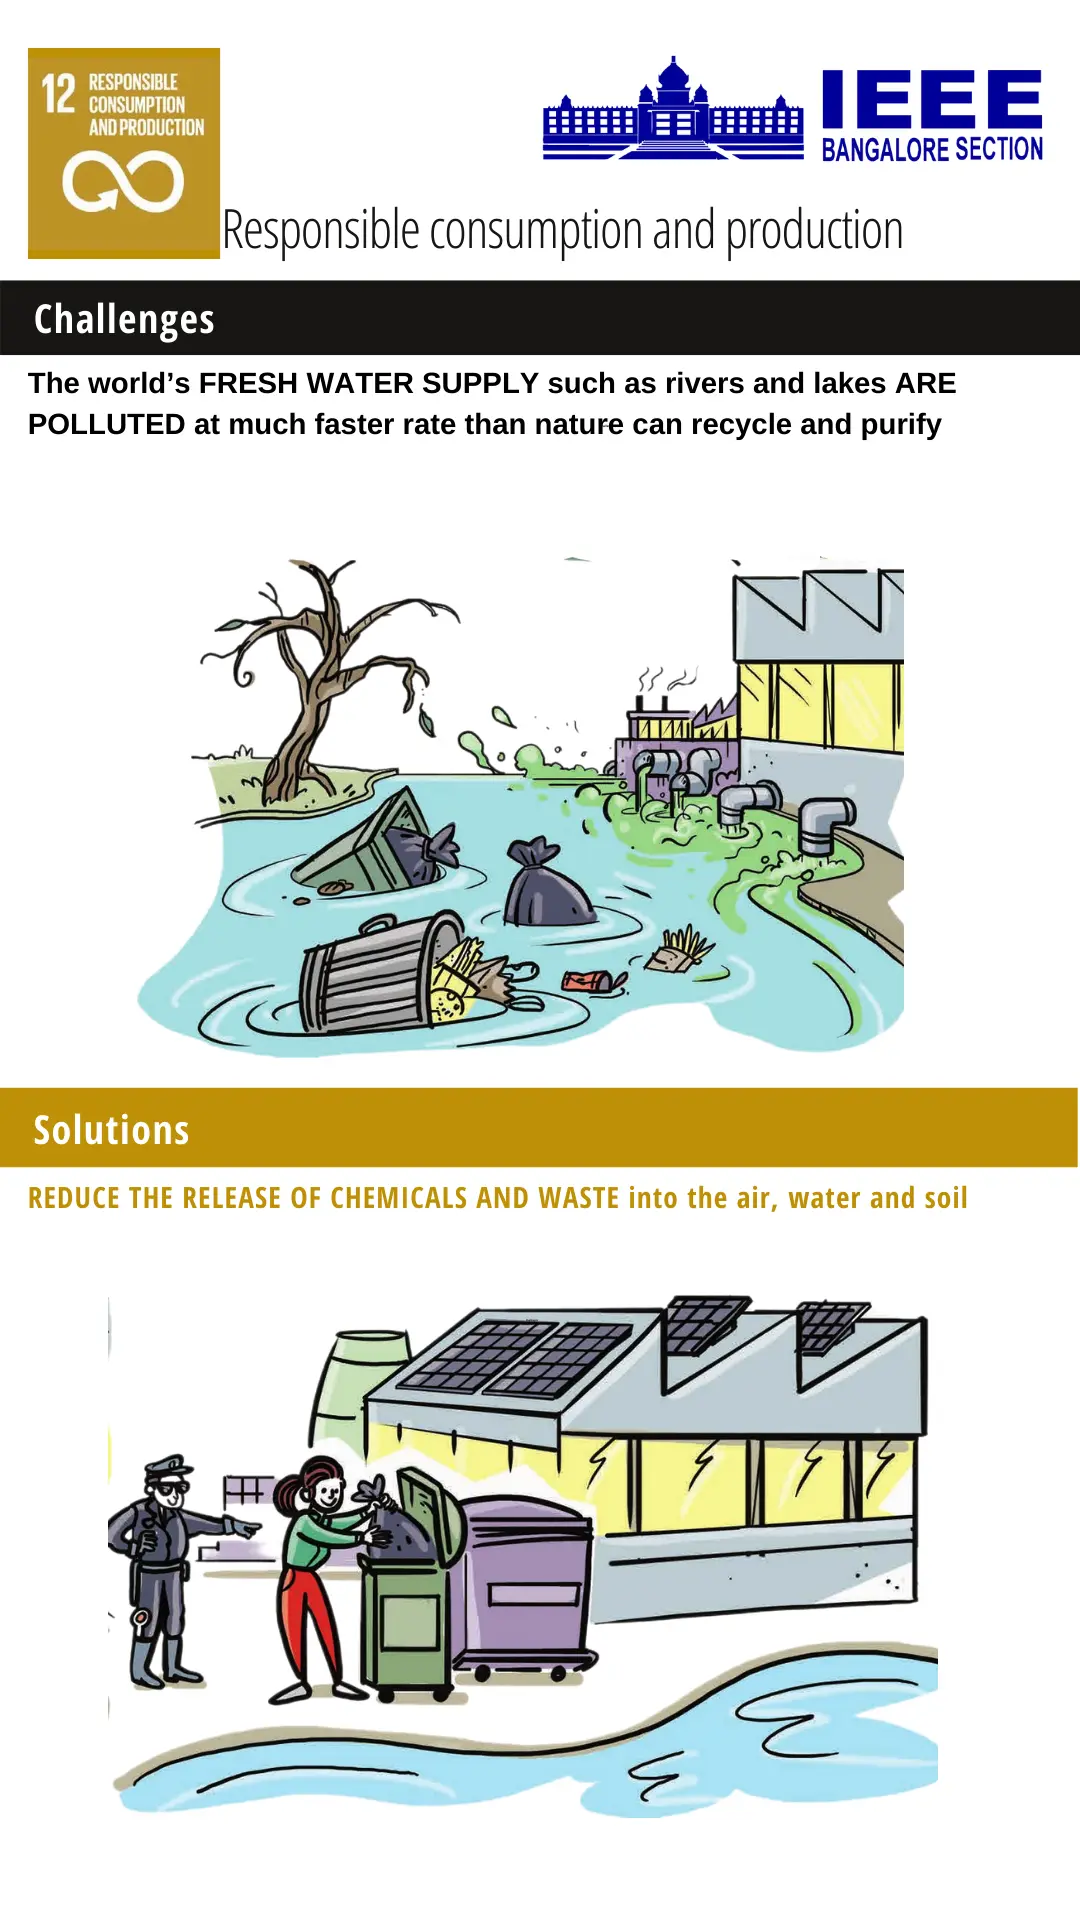 12 RESPONSIBLE
CONSUMPTION
AND PRODUCTION
IEEE
BANGALORE SECTION
Responsible consumption and production
Challenges
The world’s FRESH WATER SUPPLY such as rivers and lakes ARE
POLLUTED at much faster rate than nature can recycle and purify
Solutions
REDUCE THE RELEASE OF CHEMICALS AND WASTE into the air, water and soil